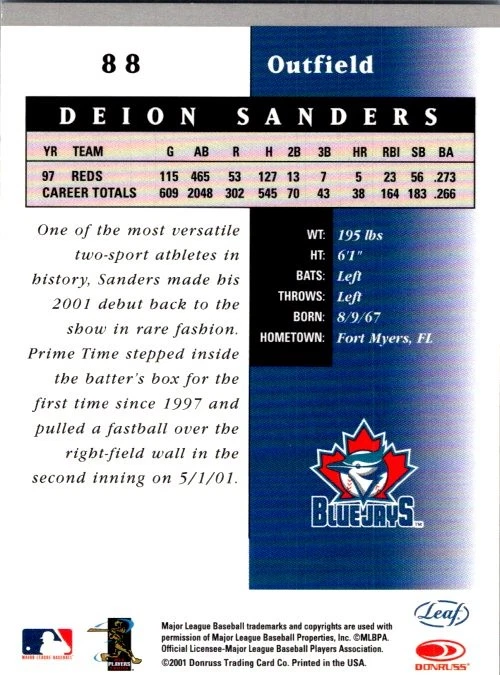 88
Outfield
DEION SANDERS
YR TEAM G AB R H 2B 3B HR RBI SB BA
97 REDS 115 465 53 127 13 7 5 23 56 .273
CAREER TOTALS 609 2048 302 545 70 43 38 164 183 .266
One of the most versatile
two-sport athletes in
history, Sanders made his
2001 debut back to the
show in rare fashion.
Prime Time stepped inside
the batter's box for the
first time since 1997 and
pulled a fastball over the
right-field wall in the
second inning on 5/1/01.
WT: 195 lbs
HT: 6'1"
BATS: Left
THROWS: Left
BORN: 8/9/67
HOMETOWN: Fort Myers, FL
BLUE JAYS TM
Leaf
MAJOR LEAGUE BASEBALL
PLAYERS
Major League Baseball trademarks and copyrights are used with
permission of Major League Baseball Properties, Inc. ©MLBPA.
Official Licensee-Major League Baseball Players Association.
©2001 Donruss Trading Card Co. Printed in the USA.
DONRUSS